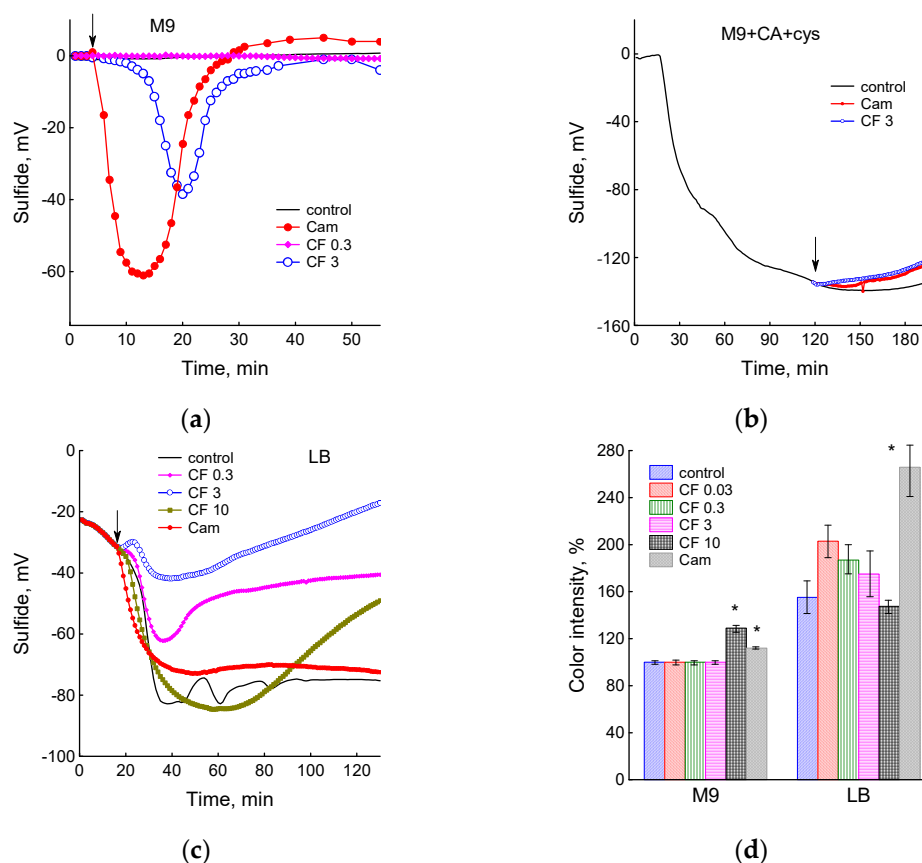 M9
Sulfide, mV
0
-20
-40
-60
control
Cam
CF 0.3
CF 3
0
10
20
30
40
50
Time, min
(a)
M9+CA+cys
Sulfide, mV
0
-40
-80
-120
-160
control
Cam
CF 3
0
30
60
90
120
150
180
Time, min
(b)
LB
Sulfide, mV
0
-20
-40
-60
-80
-100
control
CF 0.3
CF 3
CF 10
Cam
0
20
40
60
80
100
120
Time, min
(c)
Color intensity, %
280
240
200
160
120
80
40
0
control
CF 0.03
CF 0.3
CF 3
CF 10
Cam
*
*
*
M9
LB
(d)